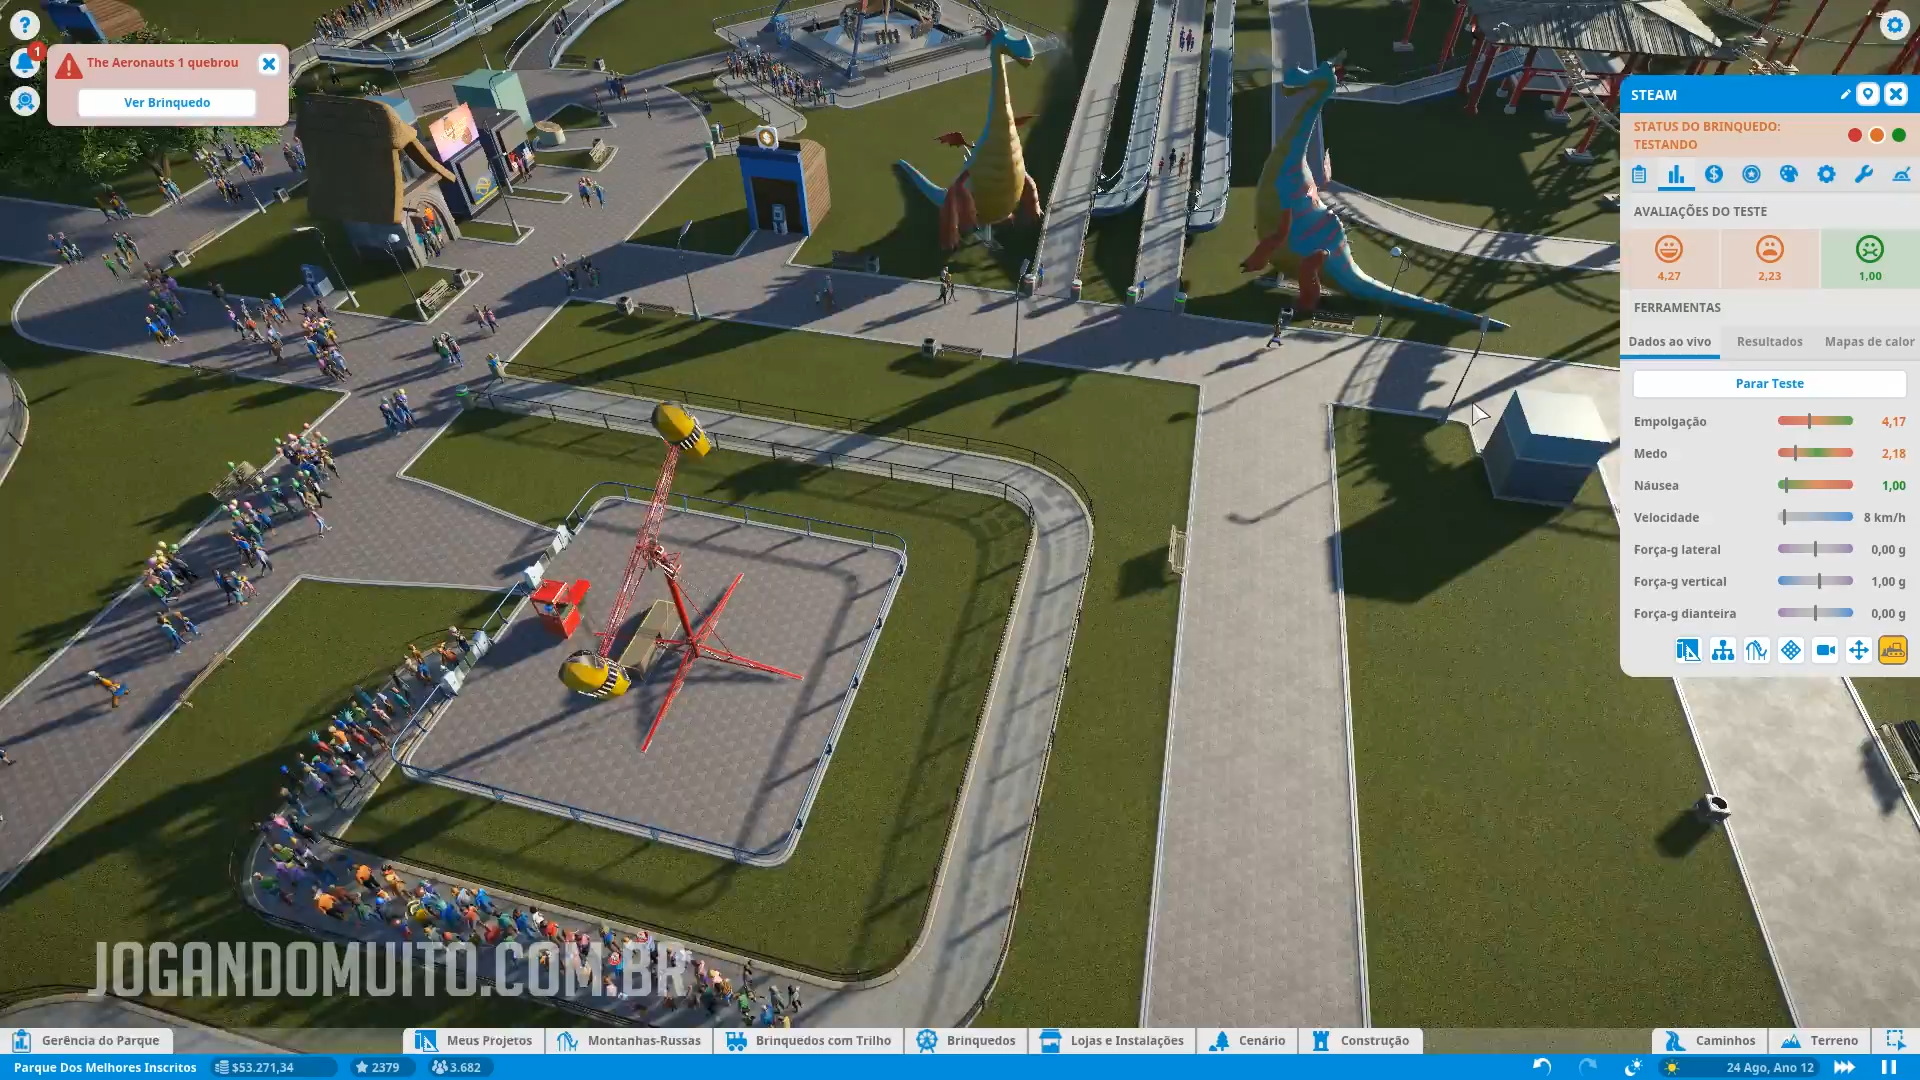 ?
1
The Aeronauts 1 quebrou
Ver Brinquedo
STEAM
STATUS DO BRINQUEDO:
TESTANDO
AVALIAÇÕES DO TESTE
4,27 2,23 1,00
FERRAMENTAS
Dados ao vivo Resultados Mapas de calor
Parar Teste
Empolgação 4,17
Medo 2,18
Náusea 1,00
Velocidade 8 km/h
Força-g lateral 0,00 g
Força-g vertical 1,00 g
Força-g dianteira 0,00 g
JOGANDOMUITO.COM.BR
Gerência do Parque Meus Projetos Montanhas-Russas Brinquedos com Trilho Brinquedos Lojas e Instalações Cenário Construção Caminhos Terreno
Parque Dos Melhores Inscritos $53.271,34 2379 3.682 24 Ago, Ano 12